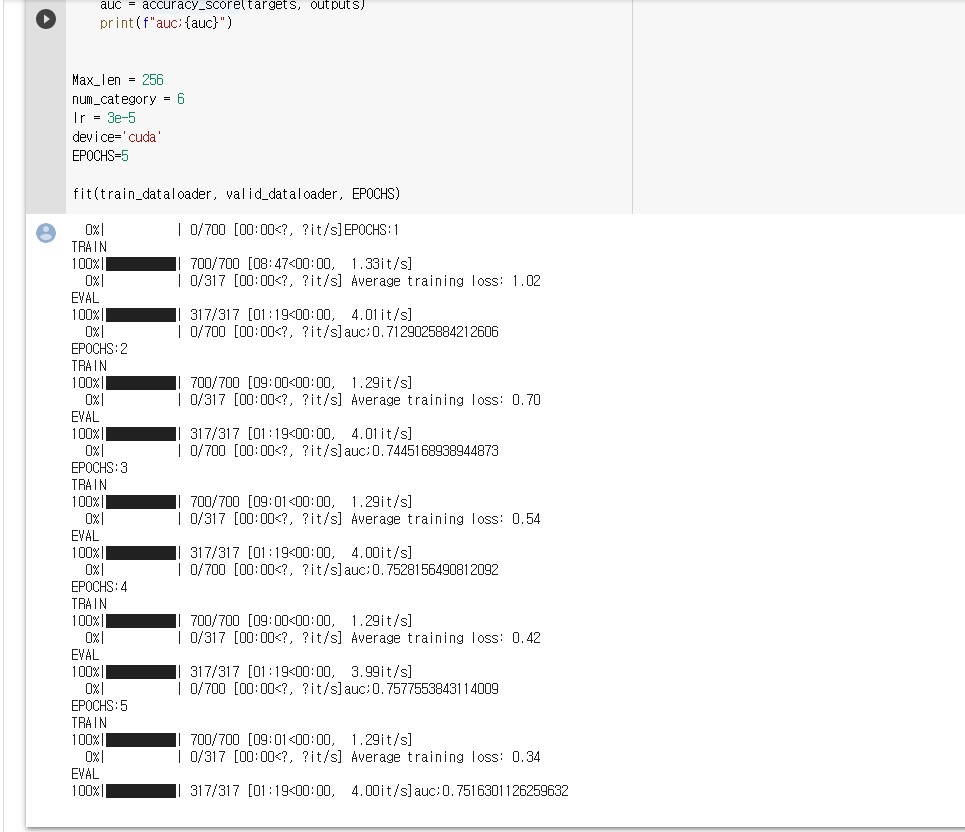 auc = accuracy_score(targets, outputs)
print(f"auc;{auc}")
Max_len = 256
num_category = 6
lr = 3e-5
device='cuda'
EPOCHS=5
fit(train_dataloader, valid_dataloader, EPOCHS)
0%| | 0/700 [00:00<?, ?it/s]EPOCHS:1
TRAIN
100%|██████████| 700/700 [08:47<00:00, 1.33it/s]
0%| | 0/317 [00:00<?, ?it/s] Average training loss: 1.02
EVAL
100%|██████████| 317/317 [01:19<00:00, 4.01it/s]
0%| | 0/700 [00:00<?, ?it/s]auc;0.7129025884212606
EPOCHS:2
TRAIN
100%|██████████| 700/700 [09:00<00:00, 1.29it/s]
0%| | 0/317 [00:00<?, ?it/s] Average training loss: 0.70
EVAL
100%|██████████| 317/317 [01:19<00:00, 4.01it/s]
0%| | 0/700 [00:00<?, ?it/s]auc;0.7445168938944873
EPOCHS:3
TRAIN
100%|██████████| 700/700 [09:01<00:00, 1.29it/s]
0%| | 0/317 [00:00<?, ?it/s] Average training loss: 0.54
EVAL
100%|██████████| 317/317 [01:19<00:00, 4.00it/s]
0%| | 0/700 [00:00<?, ?it/s]auc;0.7528156490812092
EPOCHS:4
TRAIN
100%|██████████| 700/700 [09:00<00:00, 1.29it/s]
0%| | 0/317 [00:00<?, ?it/s] Average training loss: 0.42
EVAL
100%|██████████| 317/317 [01:19<00:00, 3.99it/s]
0%| | 0/700 [00:00<?, ?it/s]auc;0.7577553843114009
EPOCHS:5
TRAIN
100%|██████████| 700/700 [09:01<00:00, 1.29it/s]
0%| | 0/317 [00:00<?, ?it/s] Average training loss: 0.34
EVAL
100%|██████████| 317/317 [01:19<00:00, 4.00it/s]auc;0.7516301126259632